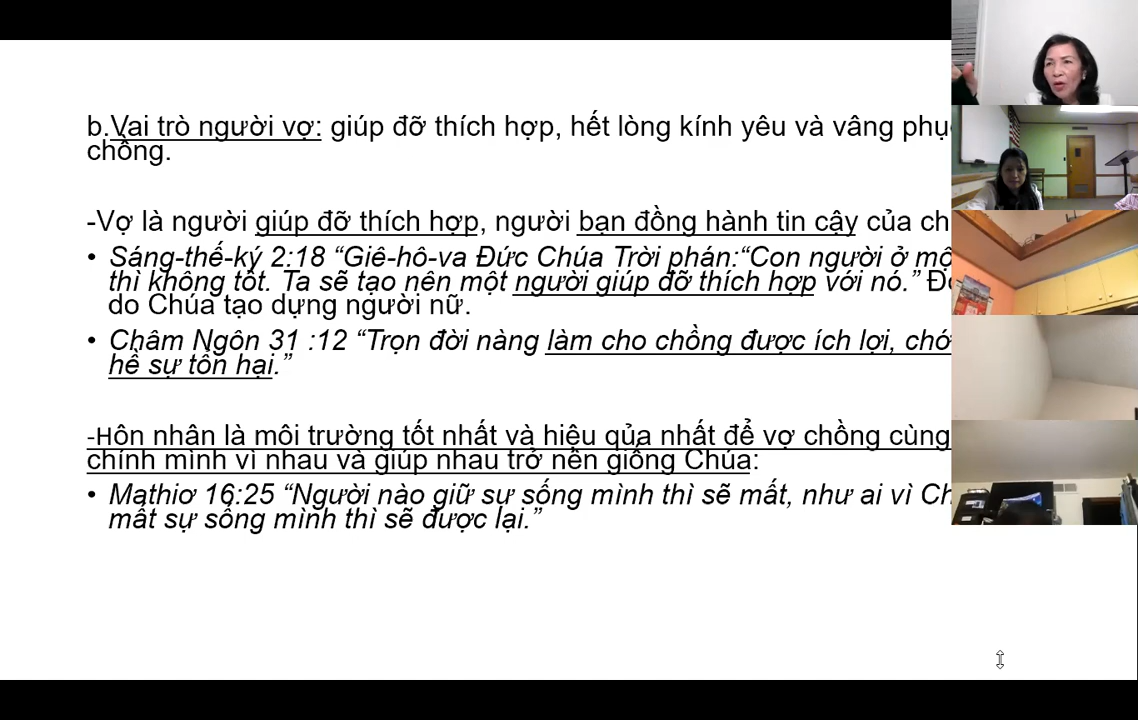 b.Vai trò người vợ: giúp đỡ thích hợp, hết lòng kính yêu và vâng
chồng.
-Vợ là người giúp đỡ thích hợp, người bạn đồng hành tin cậy của
• Sáng-thế-ký 2:18 “Giê-hô-va Đức Chúa Trời phán:“Con người ở
thì không tốt. Ta sẽ tạo nên một người giúp đỡ thích hợp với nó.”
do Chúa tạo dựng người nữ.
• Châm Ngôn 31 :12 “Trọn đời nàng làm cho chồng được ích lợi,
hề sự tổn hại.”
-Hôn nhân là môi trường tốt nhất và hiệu qủa nhất để vợ chồng cùng
chính mình vì nhau và giúp nhau trở nên giống Chúa:
• Mathiơ 16:25 “Người nào giữ sự sống mình thì sẽ mất, như ai vì
mất sự sống mình thì sẽ được lại.”